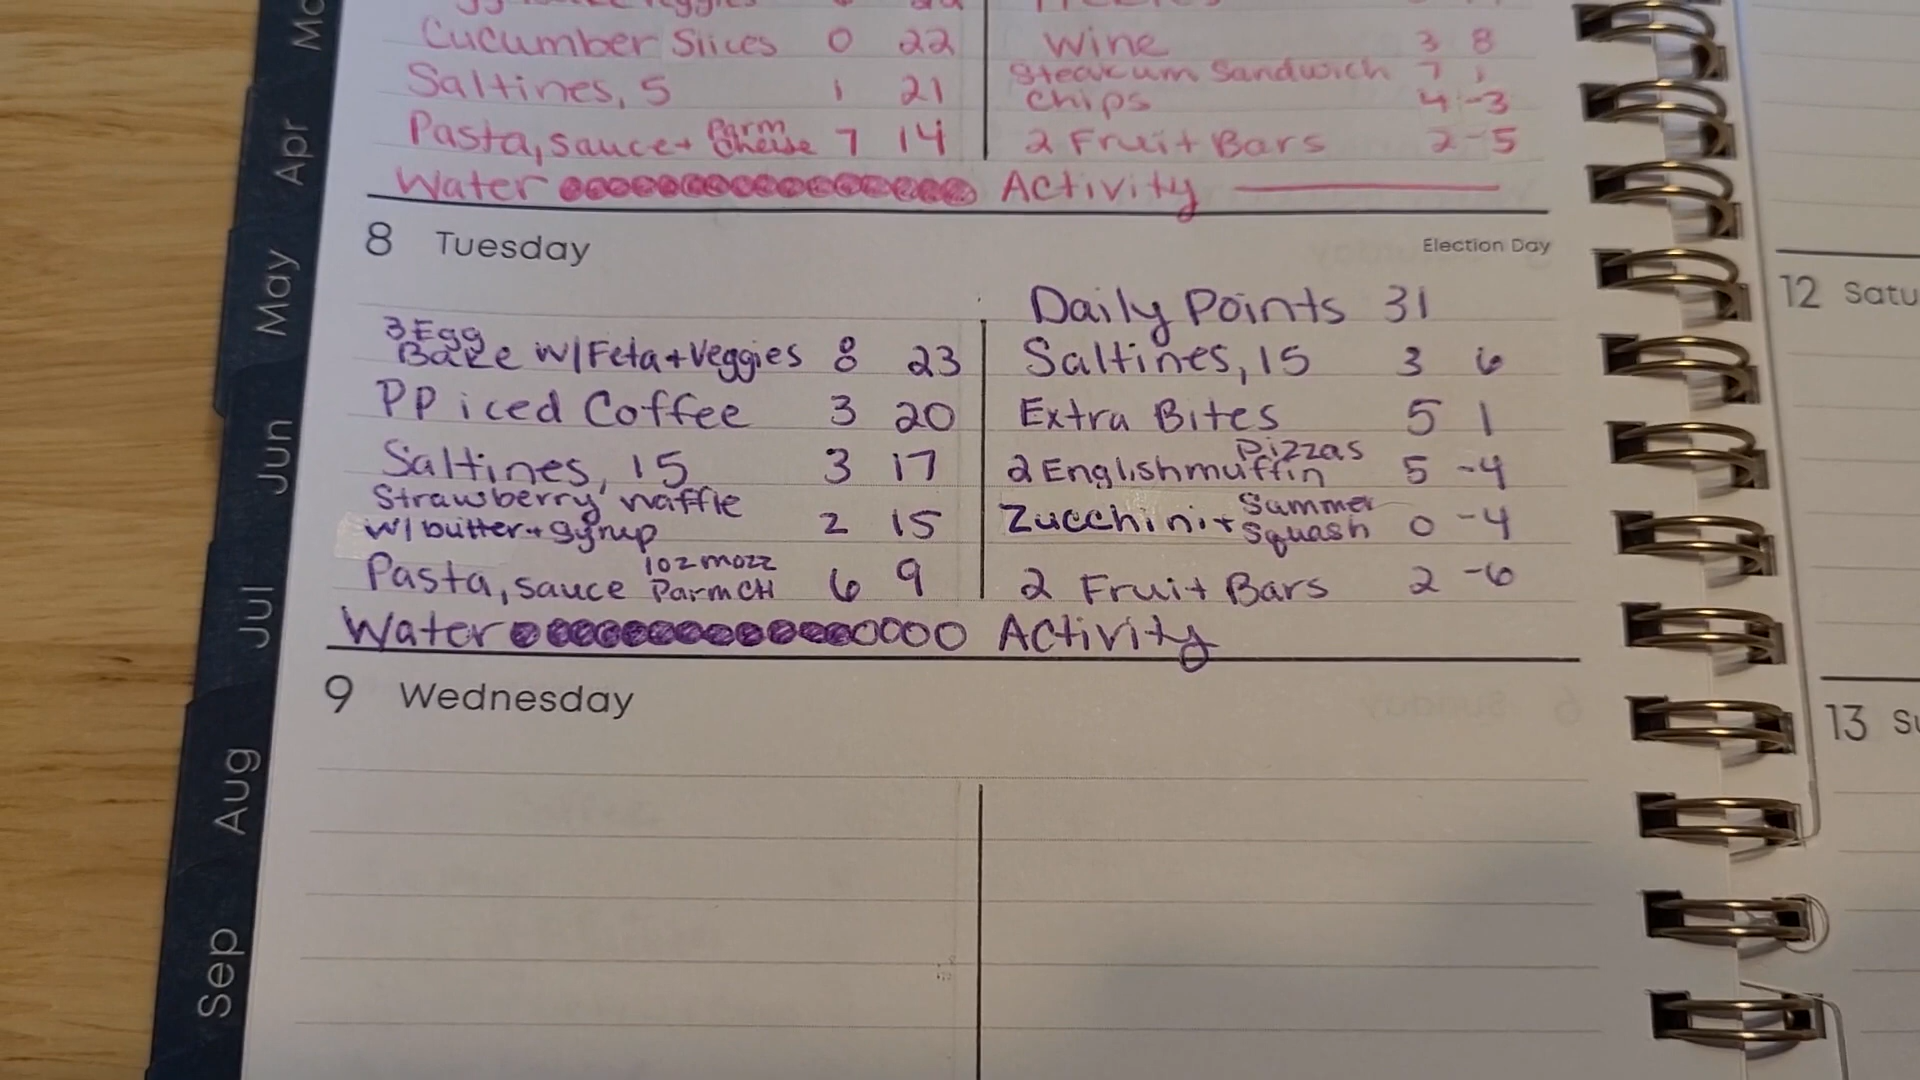 Cucumber Slices 0 22
Saltines, 5 1 21
Pasta, sauce + Parm Cheese 7 14
Wine 3 8
Steakum Sandwich 7 1
Chips 4 -3
2 Fruit Bars 2 -5
Water Activity
8 Tuesday Election Day
Daily Points 31
3 Egg
Bake w/Feta + Veggies 8 23
PP iced Coffee 3 20
Saltines, 15 3 17
Strawberry waffle
w/butter + syrup 2 15
Pasta, sauce 1oz mozz
Parm CH 6 9
Saltines, 15 3 6
Extra Bites 5 1
2 Englishmuffin Pizzas 5 -4
Zucchini + Summer
Squash 0 -4
2 Fruit Bars 2 -6
Water Activity
9 Wednesday
12 Satu
13 Su
Apr
May
Jun
Jul
Aug
Sep